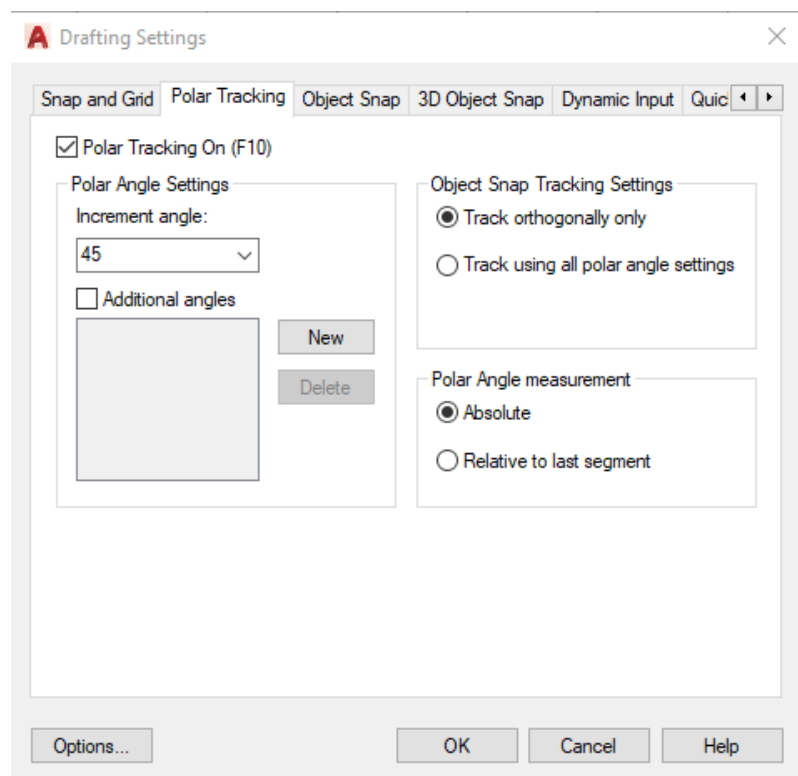 Drafting Settings
Snap and Grid Polar Tracking Object Snap 3D Object Snap Dynamic Input Quic
Polar Tracking On (F10)
Polar Angle Settings
Increment angle:
45
Additional angles
New
Delete
Object Snap Tracking Settings
Track orthogonally only
Track using all polar angle settings
Polar Angle measurement
Absolute
Relative to last segment
Options... OK Cancel Help